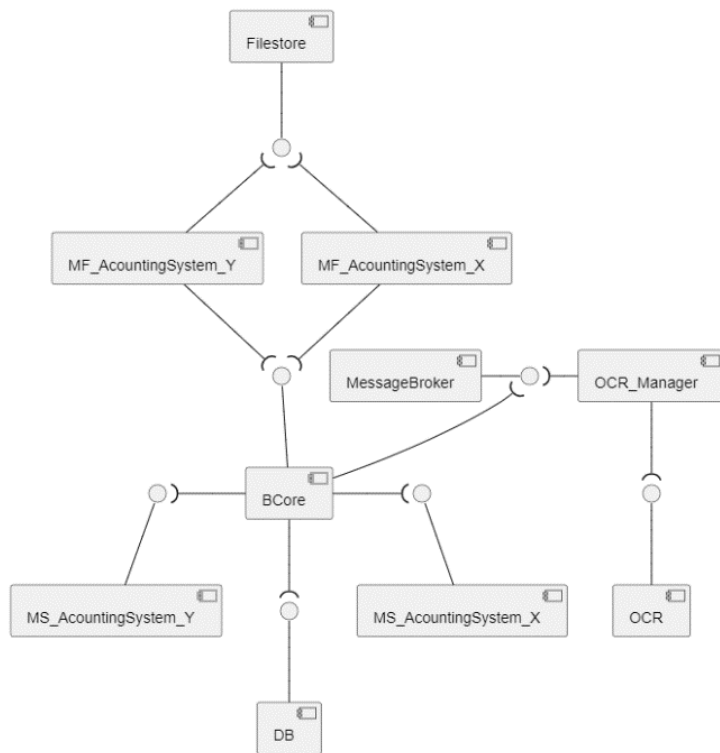 Filestore
MF_AcountingSystem_Y
MF_AcountingSystem_X
MessageBroker
OCR_Manager
BCore
MS_AcountingSystem_Y
MS_AcountingSystem_X
OCR
DB